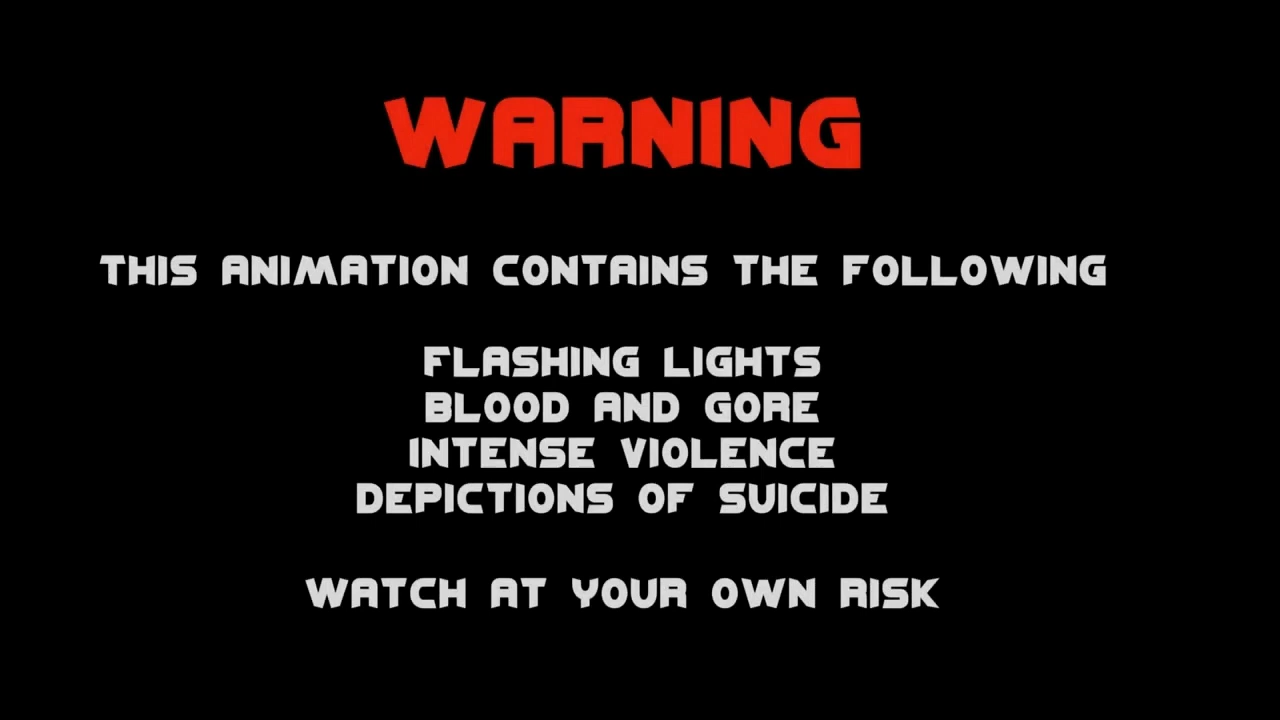 WARNING
THIS ANIMATION CONTAINS THE FOLLOWING
FLASHING LIGHTS
BLOOD AND GORE
INTENSE VIOLENCE
DEPICTIONS OF SUICIDE
WATCH AT YOUR OWN RISK